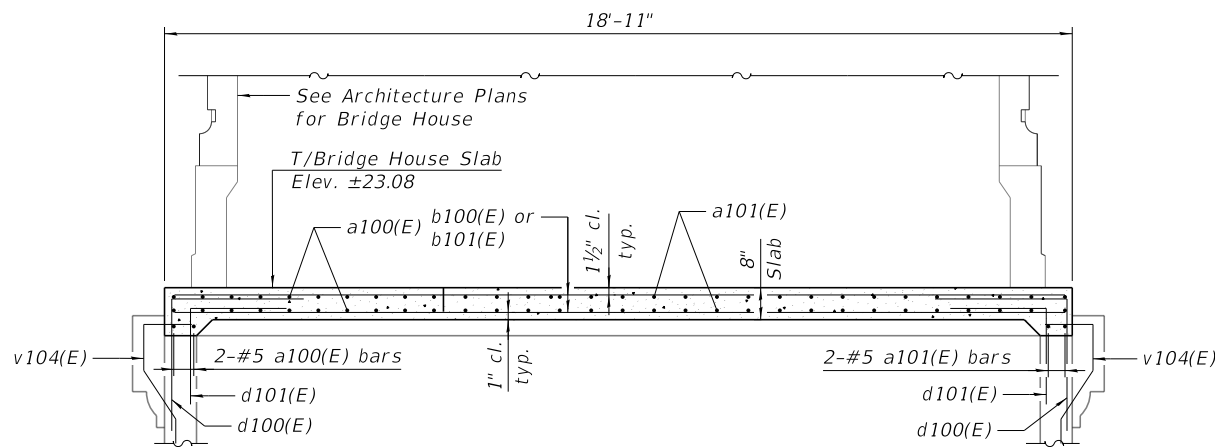 18'-11"
See Architecture Plans
for Bridge House
T/Bridge House Slab
Elev. ±23.08
a100(E)
b100(E) or
b101(E)
1½" cl.
typ.
a101(E)
8"
Slab
v104(E)
2-#5 a100(E) bars
1" cl.
typ.
2-#5 a101(E) bars
v104(E)
d101(E)
d100(E)
d101(E)
d100(E)